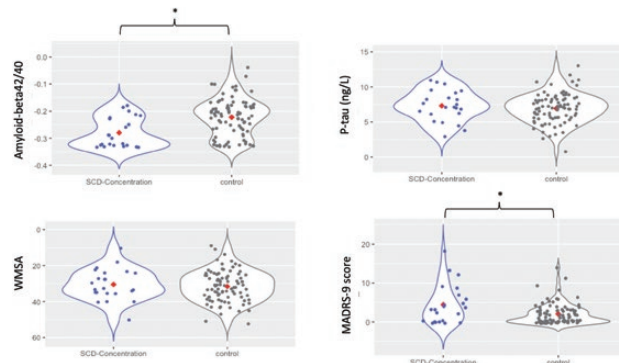 *
Amyloid-beta42/40
0.0
-0.1
-0.2
-0.3
-0.4
SCD-Concentration control
P-tau (ng/L)
15
10
5
0
SCD-Concentration control
WMSA
0
20
40
60
SCD-Concentration control
*
MADRS-9 score
20
10
0
SCD-Concentration control